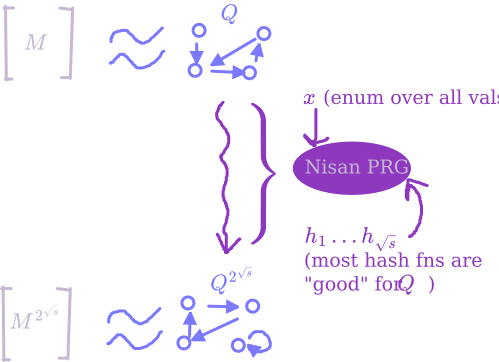 Q
M
x (enum over all vals
Nisan PRG
h_1 ... h_{\sqrt{s}}
(most hash fns are
"good" for Q )
Q^{2^{\sqrt{s}}}
M^{2^{\sqrt{s}}}